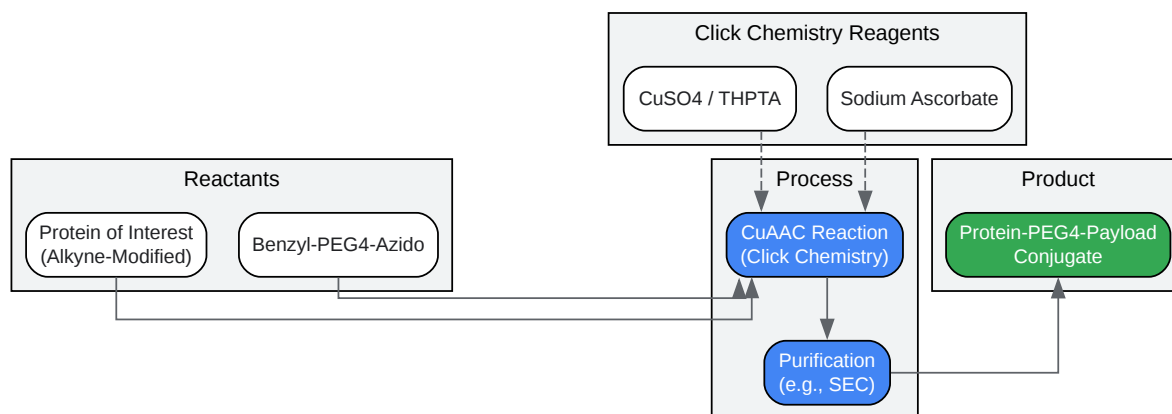 Click Chemistry Reagents
CuSO4 / THPTA
Sodium Ascorbate
Reactants
Protein of Interest
(Alkyne-Modified)
Benzyl-PEG4-Azido
Process
CuAAC Reaction
(Click Chemistry)
Purification
(e.g., SEC)
Product
Protein-PEG4-Payload
Conjugate